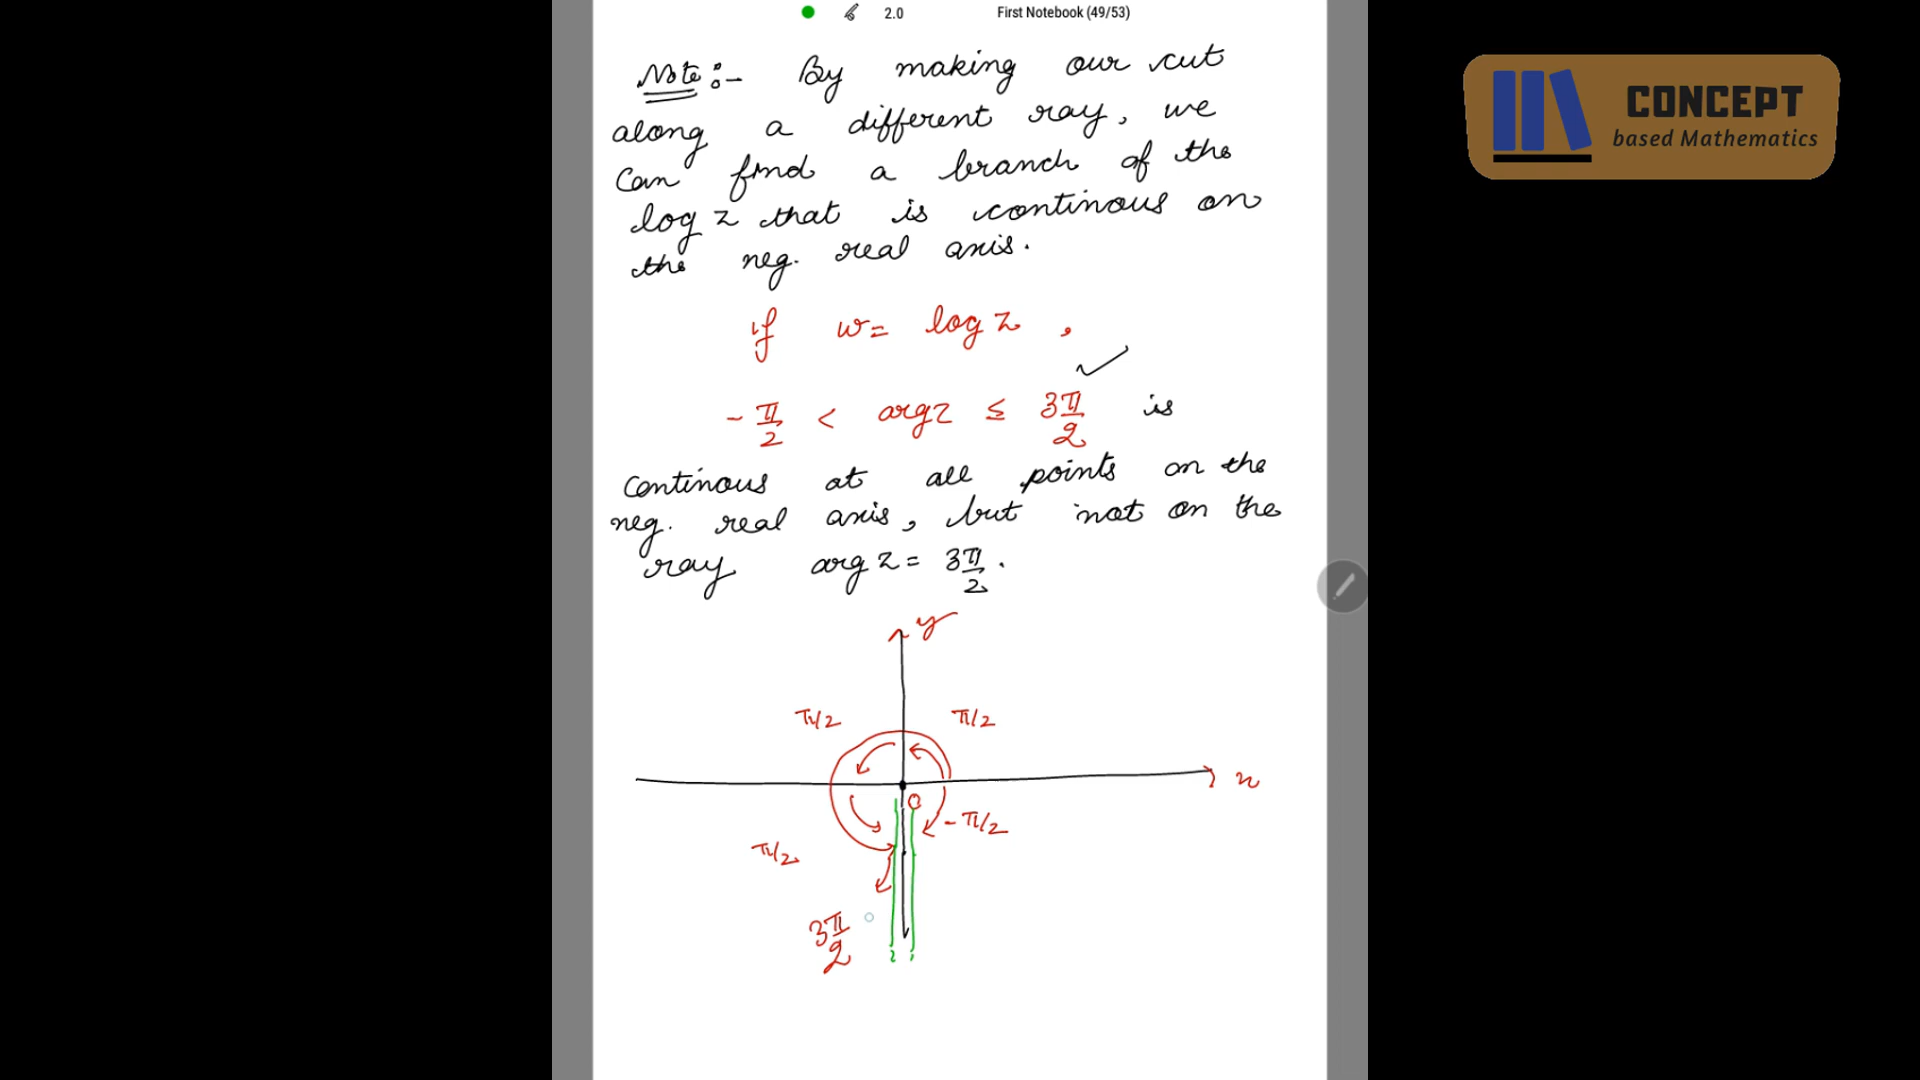 2.0 First Notebook (49/53)
CONCEPT
based Mathematics
Note :- By making our cut
along a different ray, we
Can find a branch of the
log z that is continous on
the neg. real axis.
if w = log z ,
- π/2 < arg z ≤ 3π/2 is
Continous at all points on the
neg. real axis, but not on the
ray arg z = 3π/2 .
y
π/2 π/2
x
O
- π/2
π/2
3π/2